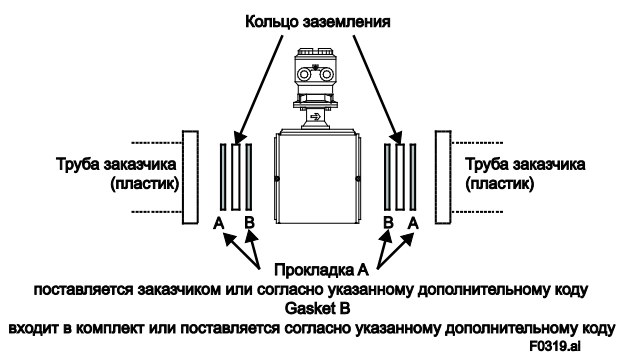 Кольцо заземления
Труба заказчика
(пластик)
Труба заказчика
(пластик)
A B B A
Прокладка А
поставляется заказчиком или согласно указанному дополнительному коду
Gasket B
входит в комплект или поставляется согласно указанному дополнительному коду
F0319.ai